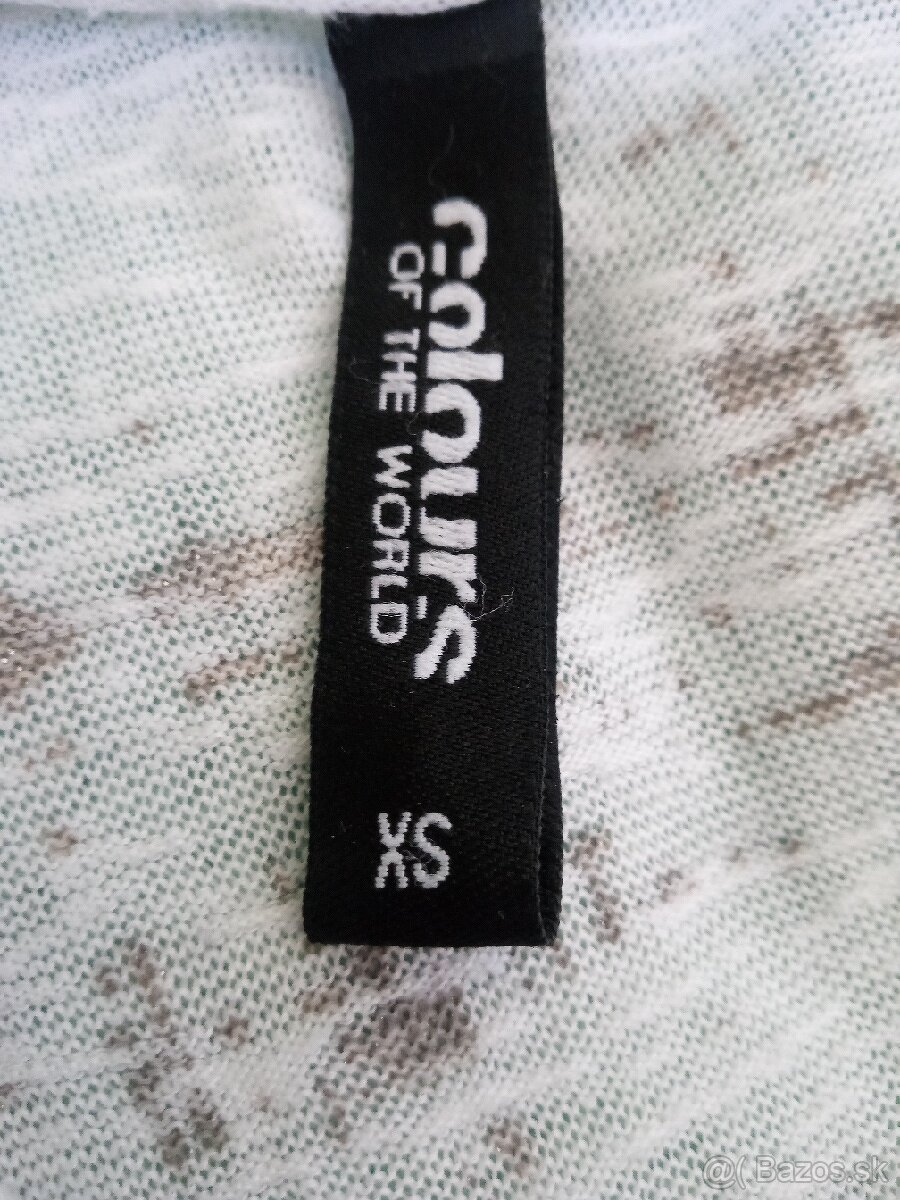 colours
OF THE WORLD
XS
@( Bazos.sk